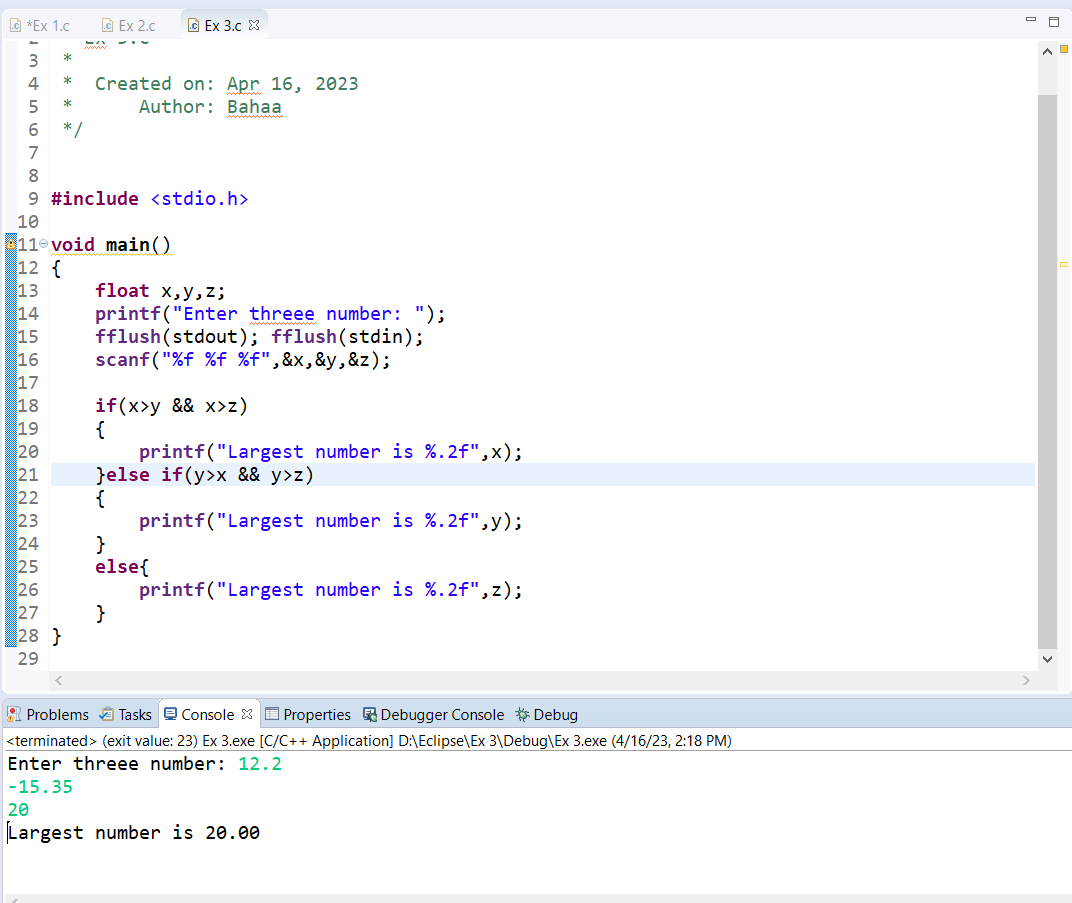 *Ex 1.c Ex 2.c Ex 3.c
2 * Ex 3.c
3 *
4 * Created on: Apr 16, 2023
5 * Author: Bahaa
6 */
7
8
9 #include <stdio.h>
10
11 void main()
12 {
13 float x,y,z;
14 printf("Enter threee number: ");
15 fflush(stdout); fflush(stdin);
16 scanf("%f %f %f",&x,&y,&z);
17
18 if(x>y && x>z)
19 {
20 printf("Largest number is %.2f",x);
21 }else if(y>x && y>z)
22 {
23 printf("Largest number is %.2f",y);
24 }
25 else{
26 printf("Largest number is %.2f",z);
27 }
28 }
29
Problems Tasks Console Properties Debugger Console Debug
<terminated> (exit value: 23) Ex 3.exe [C/C++ Application] D:\Eclipse\Ex 3\Debug\Ex 3.exe (4/16/23, 2:18 PM)
Enter threee number: 12.2
-15.35
20
Largest number is 20.00